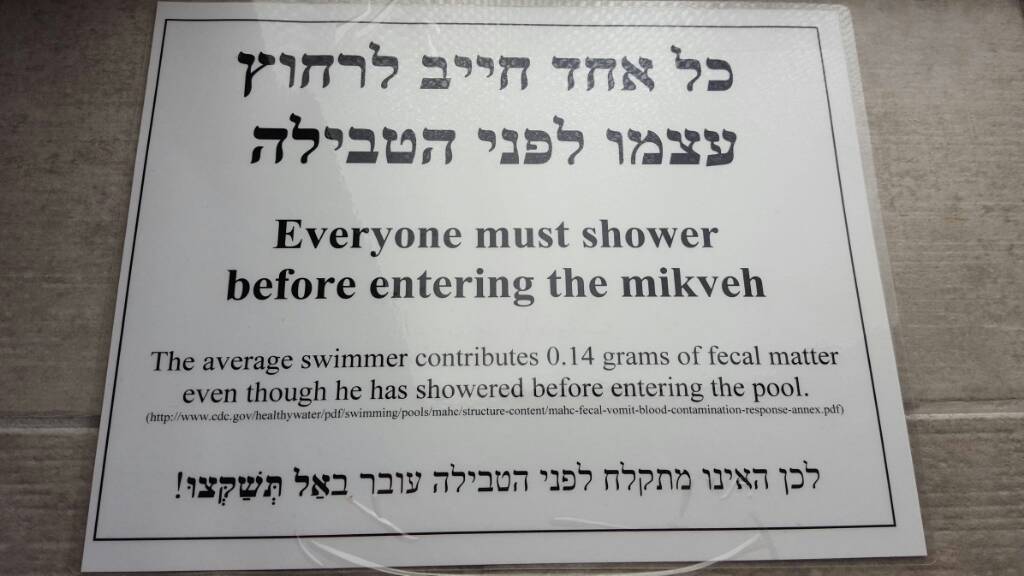 כל אחד חייב לרחוץ
עצמו לפני הטבילה
Everyone must shower
before entering the mikveh
The average swimmer contributes 0.14 grams of fecal matter
even though he has showered before entering the pool.
(http://www.cdc.gov/healthywater/pdf/swimming/pools/mahc/structure-content/mahc-fecal-vomit-blood-contamination-response-annex.pdf)
לכן האינו מתקלח לפני הטבילה עובר באַל תְּשַׁקְּצוּ!